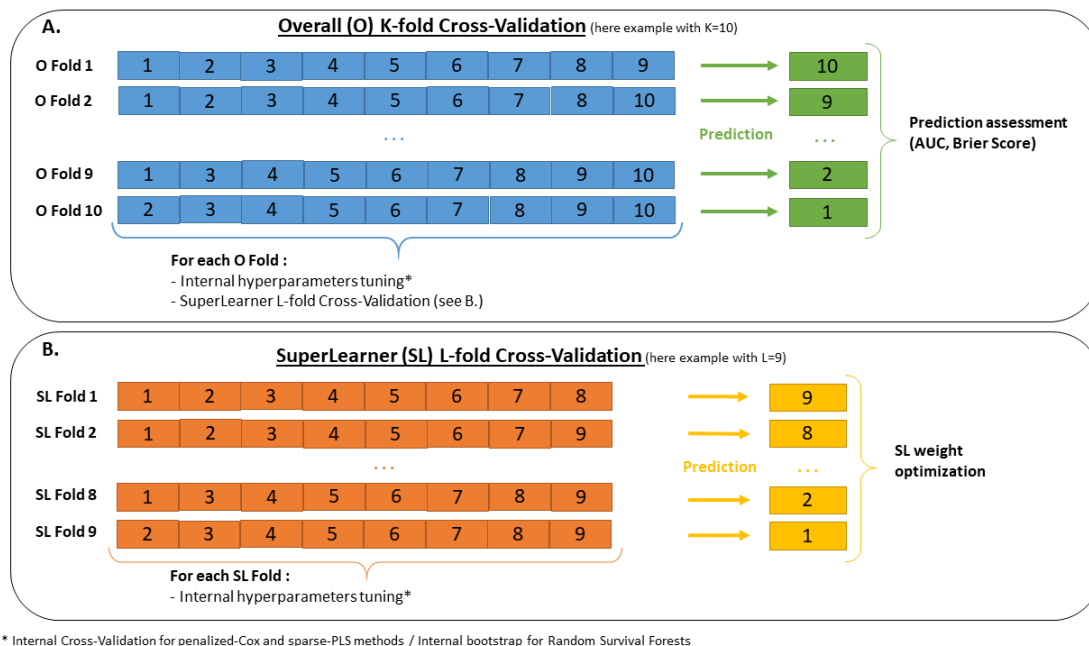 A.
Overall (O) K-fold Cross-Validation (here example with K=10)
O Fold 1 1 2 3 4 5 6 7 8 9 10
O Fold 2 1 2 3 4 5 6 7 8 10 9
... Prediction ...
O Fold 9 1 3 4 5 6 7 8 9 10 2
O Fold 10 2 3 4 5 6 7 8 9 10 1
Prediction assessment
(AUC, Brier Score)
For each O Fold :
- Internal hyperparameters tuning*
- SuperLearner L-fold Cross-Validation (see B.)
B.
SuperLearner (SL) L-fold Cross-Validation (here example with L=9)
SL Fold 1 1 2 3 4 5 6 7 8 9
SL Fold 2 1 2 3 4 5 6 7 9 8
... Prediction ...
SL Fold 8 1 3 4 5 6 7 8 9 2
SL Fold 9 2 3 4 5 6 7 8 9 1
SL weight
optimization
For each SL Fold :
- Internal hyperparameters tuning*
* Internal Cross-Validation for penalized-Cox and sparse-PLS methods / Internal bootstrap for Random Survival Forests